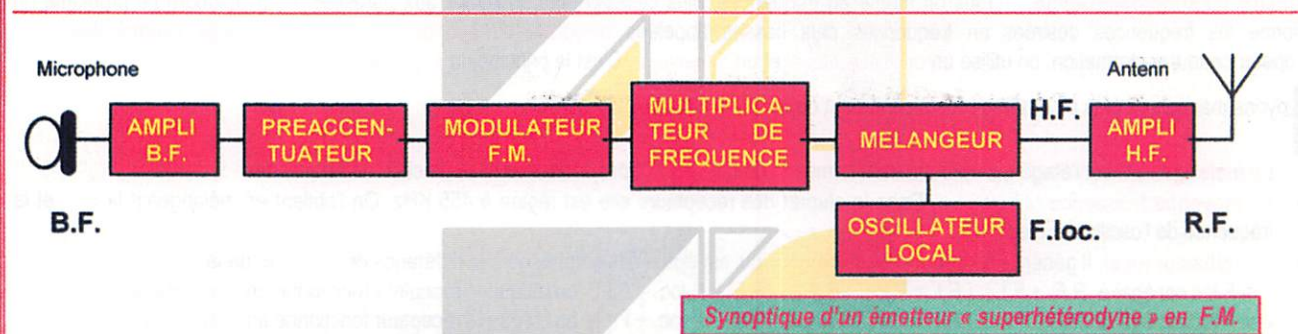 Microphone
B.F.
AMPLI
B.F.
PREACCEN-
TUATEUR
MODULATEUR
F.M.
MULTIPLICA-
TEUR DE
FREQUENCE
MELANGEUR
OSCILLATEUR
LOCAL
F.loc.
H.F.
Antenn
AMPLI
H.F.
R.F.
Synoptique d'un émetteur « superhétérodyne » en F.M.